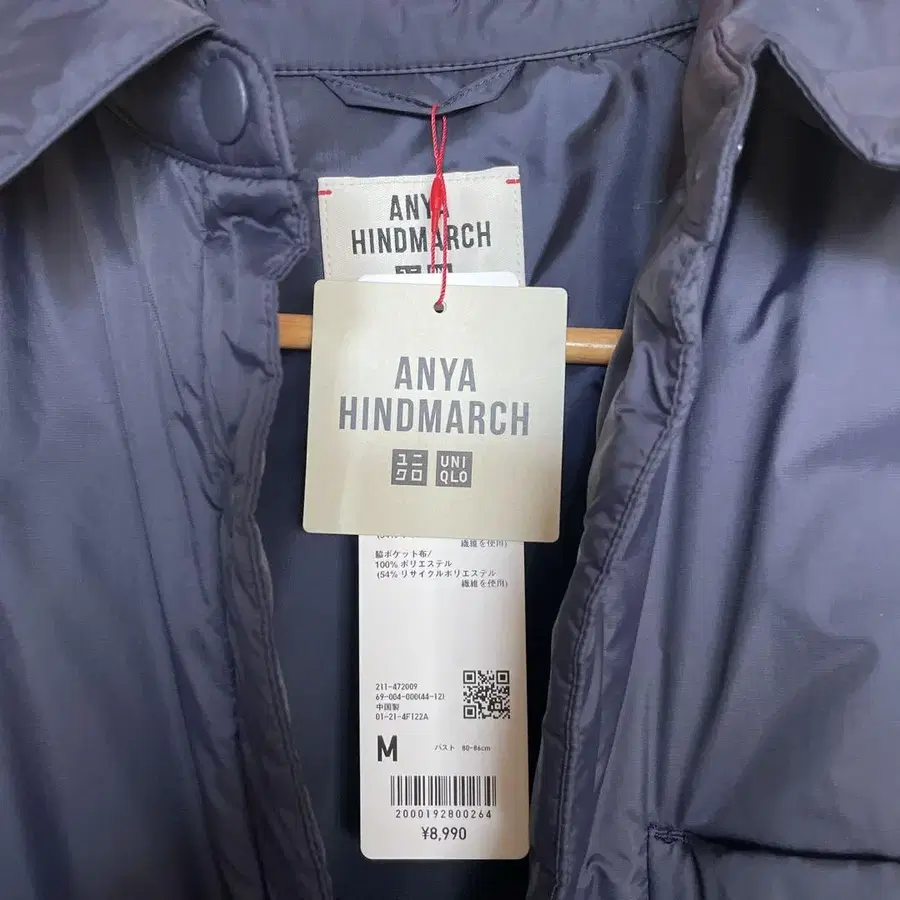 ANYA
HINDMARCH
ANYA
HINDMARCH
ユニ
クロ
UNI
QLO
繊維を使用)
脇ポケット布/
100% ポリエステル
(54% リサイクルポリエステル
繊維を使用)
211-472009
69-004-000(44-12)
中国製
01-21-4F122A
M バスト 80-86cm
2000192800264
¥8,990